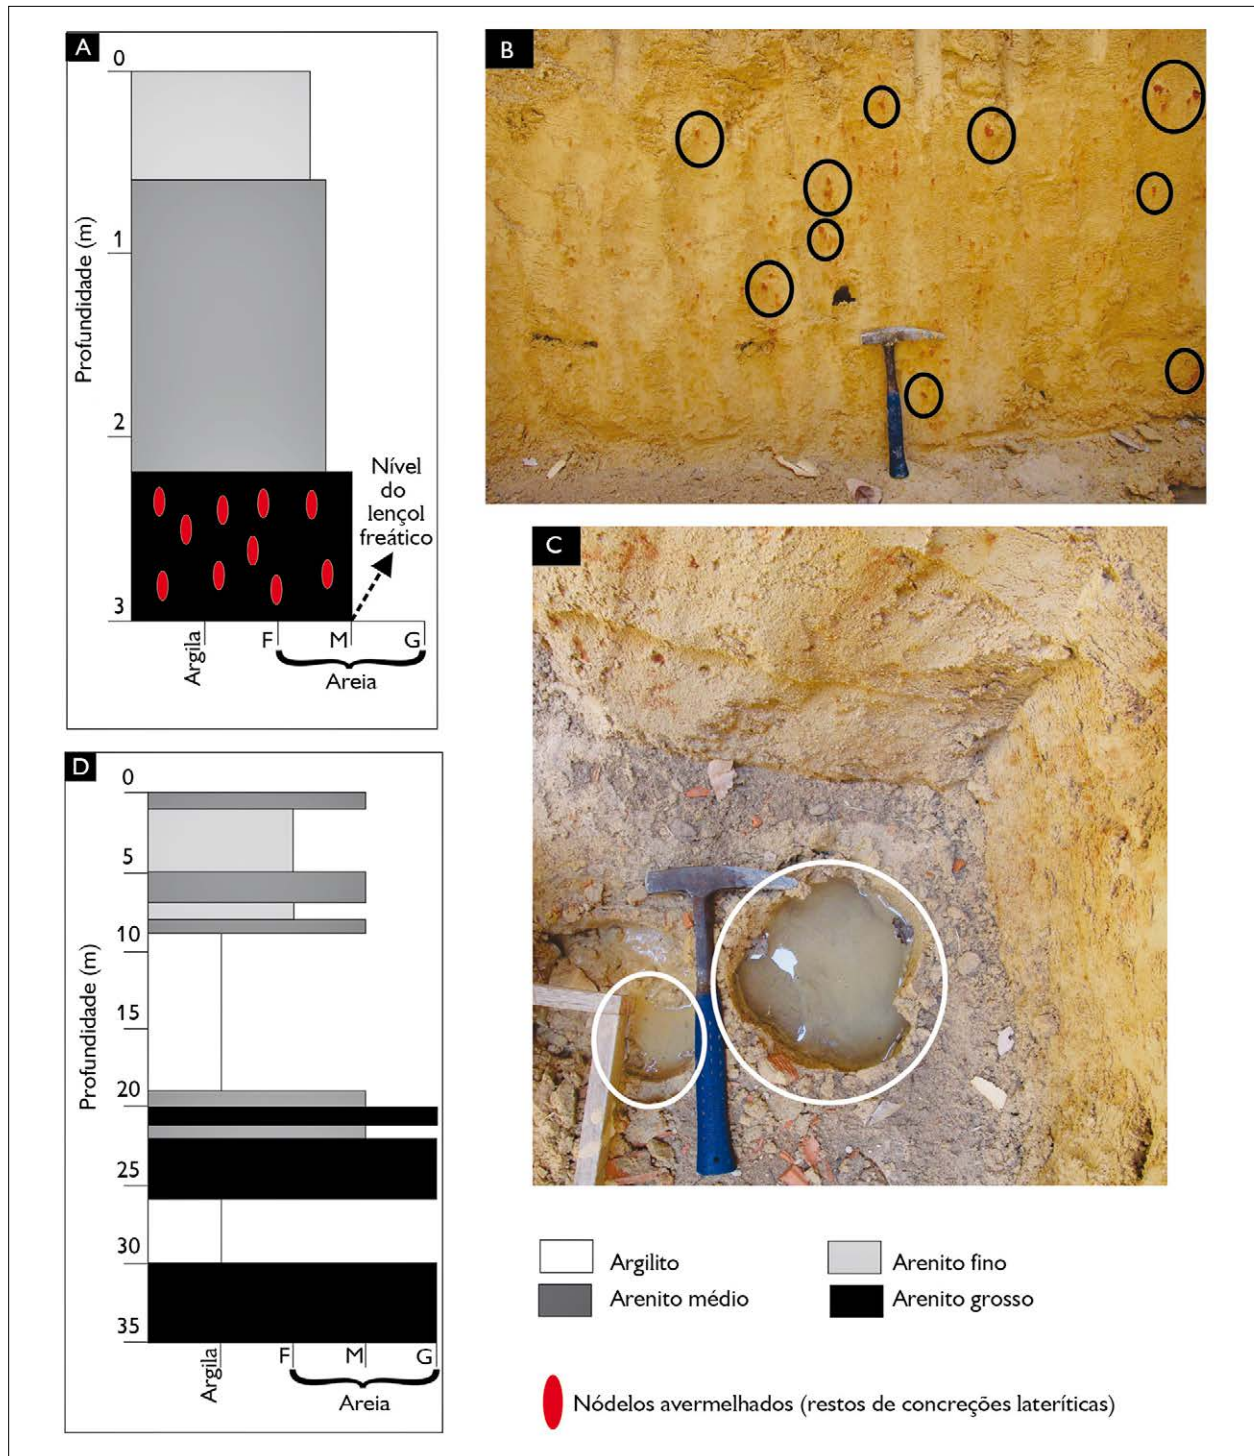 A
0
1
2
3
Profundidade (m)
Nível
do
lençol
freático
Argila
F
M
G
Areia
B
C
D
0
5
10
15
20
25
30
35
Profundidade (m)
Argila
F
M
G
Areia
Argilito
Arenito fino
Arenito médio
Arenito grosso
Nódelos avermelhados (restos de concreções lateríticas)